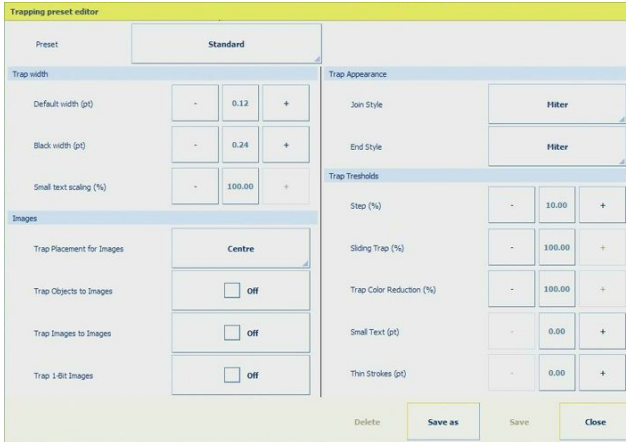 Trapping preset editor
Preset
Standard
Trap width
Default width (pt)
-
0.12
+
Black width (pt)
-
0.24
+
Small text scaling (%)
-
100.00
+
Images
Trap Placement for Images
Centre
Trap Objects to Images
Off
Trap Images to Images
Off
Trap 1-Bit Images
Off
Trap Appearance
Join Style
Miter
End Style
Miter
Trap Tresholds
Step (%)
-
10.00
+
Sliding Trap (%)
-
100.00
+
Trap Color Reduction (%)
-
100.00
+
Small Text (pt)
-
0.00
+
Thin Strokes (pt)
-
0.00
+
Delete
Save as
Save
Close